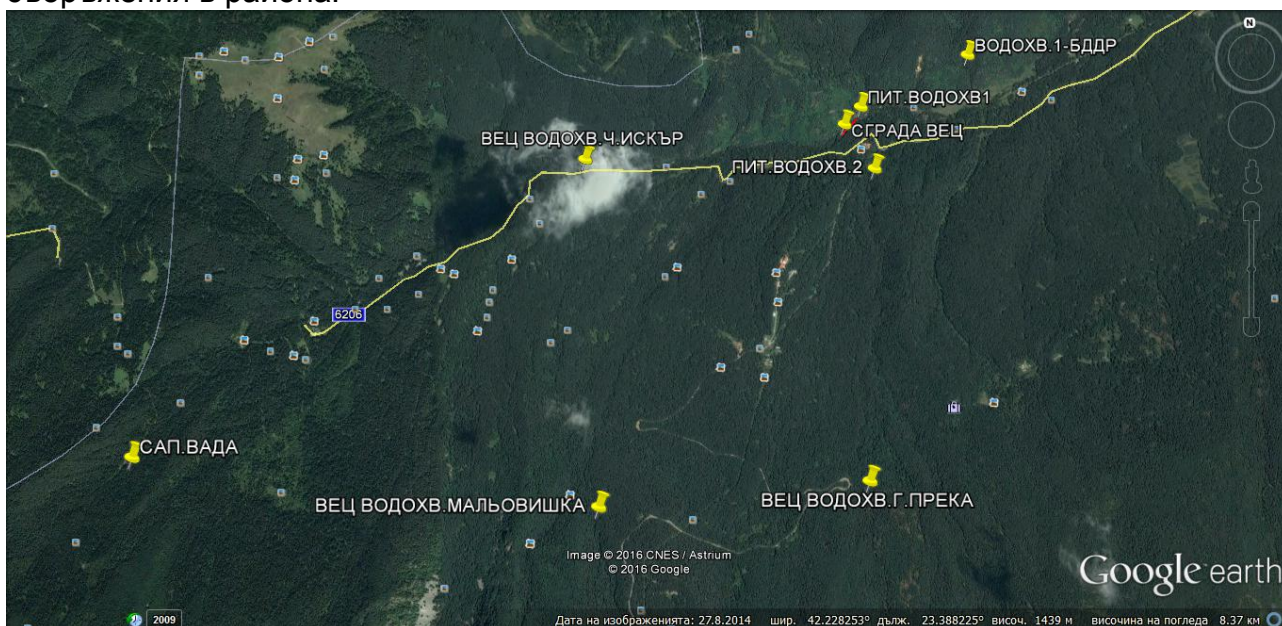 съоръжения в района.
N
ВОДОХВ.1-БДДР
ПИТ.ВОДОХВ1
СГРАДА ВЕЦ
ВЕЦ ВОДОХВ.Ч.ИСКЪР
ПИТ.ВОДОХВ.2
6206
САП.ВАДА
ВЕЦ ВОДОХВ.МАЛЬОВИШКА
ВЕЦ ВОДОХВ.Г.ПРЕКА
Image © 2016 CNES / Astrium
© 2016 Google
Google earth
2009
Дата на изображенията: 27.8.2014 шир. 42.228253° дълж. 23.388225° височ. 1439 м височина на погледа 8.37 км